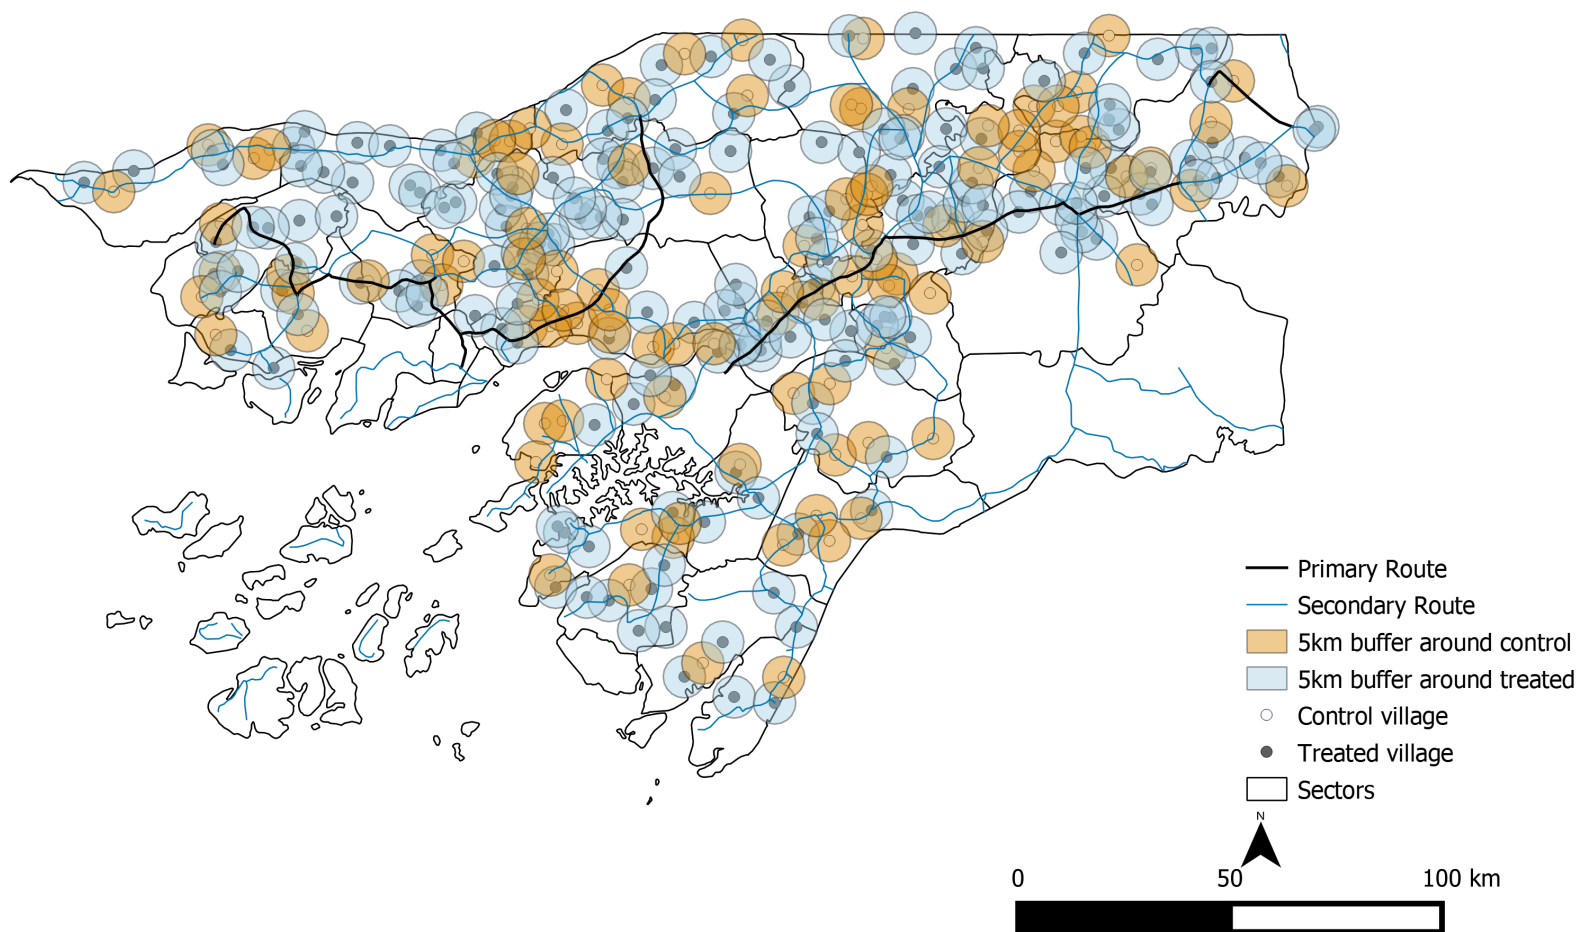 Primary Route
Secondary Route
5km buffer around control
5km buffer around treated
Control village
Treated village
Sectors
N
0 50 100 km